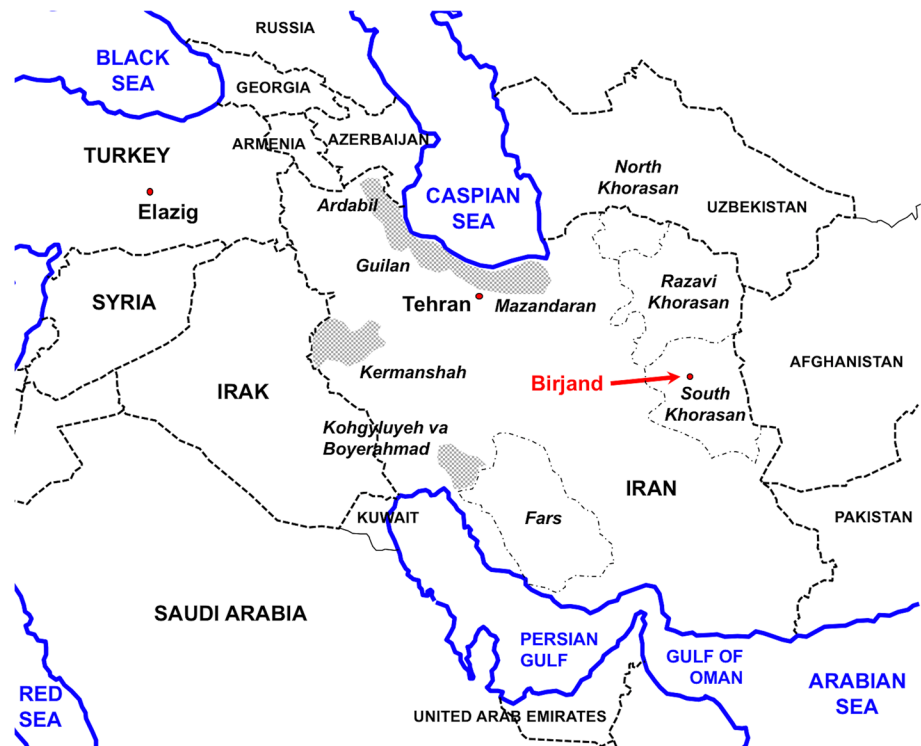 RUSSIA
BLACK
SEA
GEORGIA
ARMENIA
AZERBAIJAN
TURKEY
Elazig
Ardabil
CASPIAN
SEA
North
Khorasan
UZBEKISTAN
Guilan
Tehran
Mazandaran
Razavi
Khorasan
SYRIA
AFGHANISTAN
Kermanshah
IRAK
Birjand
South
Khorasan
Kohgyluyeh va
Boyerahmad
IRAN
KUWAIT
Fars
PAKISTAN
SAUDI ARABIA
PERSIAN
GULF
GULF OF
OMAN
ARABIAN
SEA
RED
SEA
UNITED ARAB EMIRATES